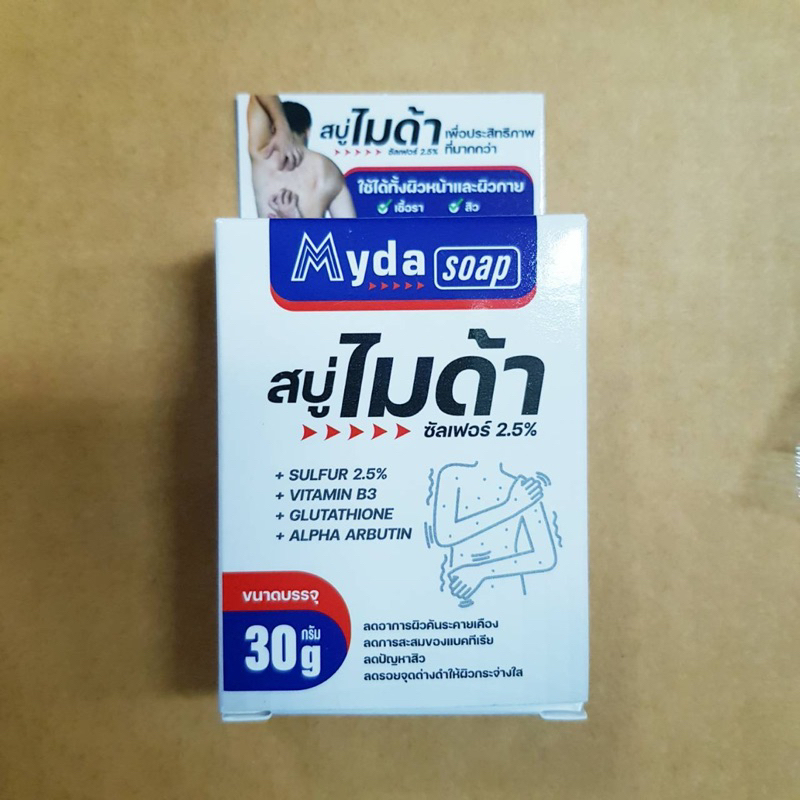 สบู่ไมด้า เพื่อประสิทธิภาพ
ซัลเฟอร์ 2.5% ที่มากกว่า
ใช้ได้ทั้งผิวหน้าและผิวกาย
เชื้อรา สิว
Myda soap
สบู่ไมด้า
ซัลเฟอร์ 2.5%
+ SULFUR 2.5%
+ VITAMIN B3
+ GLUTATHIONE
+ ALPHA ARBUTIN
ขนาดบรรจุ
30 กรัม g
ลดอาการผิวคันระคายเคือง
ลดการสะสมของแบคทีเรีย
ลดปัญหาสิว
ลดรอยจุดด่างดำให้ผิวกระจ่างใส